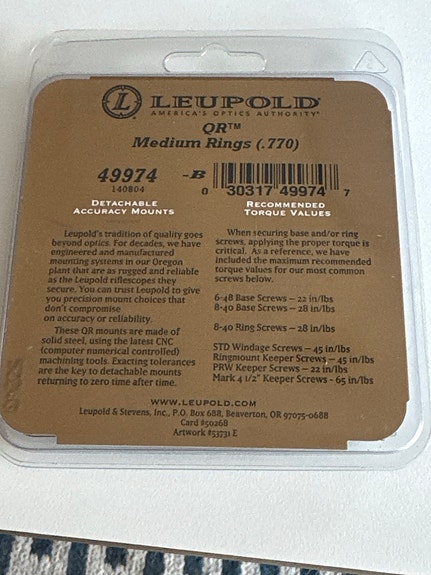 L LEUPOLD®
AMERICA'S OPTICS AUTHORITY®
QR™
Medium Rings (.770)
49974 -B
140804
0 30317 49974 7
DETACHABLE
ACCURACY MOUNTS
Leupold's tradition of quality goes
beyond optics. For decades, we have
engineered and manufactured
mounting systems in our Oregon
plant that are as rugged and reliable
as the Leupold riflescopes they
secure. You can trust Leupold to give
you precision mount choices that
don't compromise
on accuracy or reliability.
These QR mounts are made of
solid steel, using the latest CNC
(computer numerical controlled)
machining tools. Exacting tolerances
are the key to detachable mounts
returning to zero time after time.
RECOMMENDED
TORQUE VALUES
When securing base and/or ring
screws, applying the proper torque is
critical. As a reference, we have
included the maximum recommended
torque values for our most common
screws below.
6-48 Base Screws – 22 in/lbs
8-40 Base Screws – 28 in/lbs
8-40 Ring Screws – 28 in/lbs
STD Windage Screws – 45 in/lbs
Ringmount Keeper Screws – 45 in/lbs
PRW Keeper Screws – 22 in/lbs
Mark 4 1/2" Keeper Screws - 65 in/lbs
WWW.LEUPOLD.COM
Leupold & Stevens, Inc., P.O. Box 688, Beaverton, OR 97075-0688
Card #50268
Artwork #53731 E